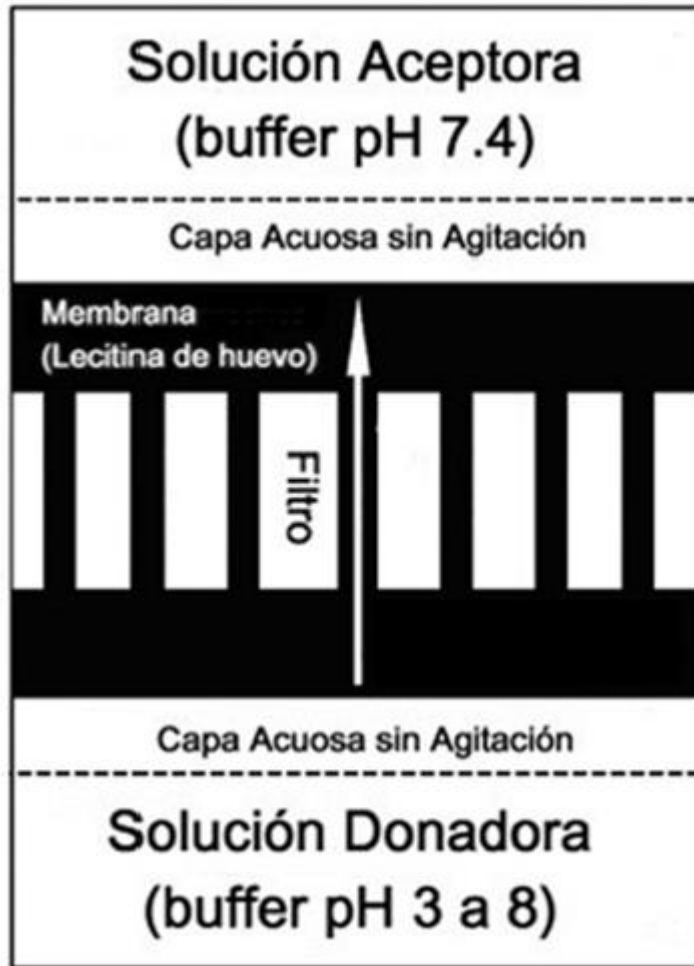 Solución Aceptora
(buffer pH 7.4)
Capa Acuosa sin Agitación
Membrana
(Lecitina de huevo)
Filtro
Capa Acuosa sin Agitación
Solución Donadora
(buffer pH 3 a 8)